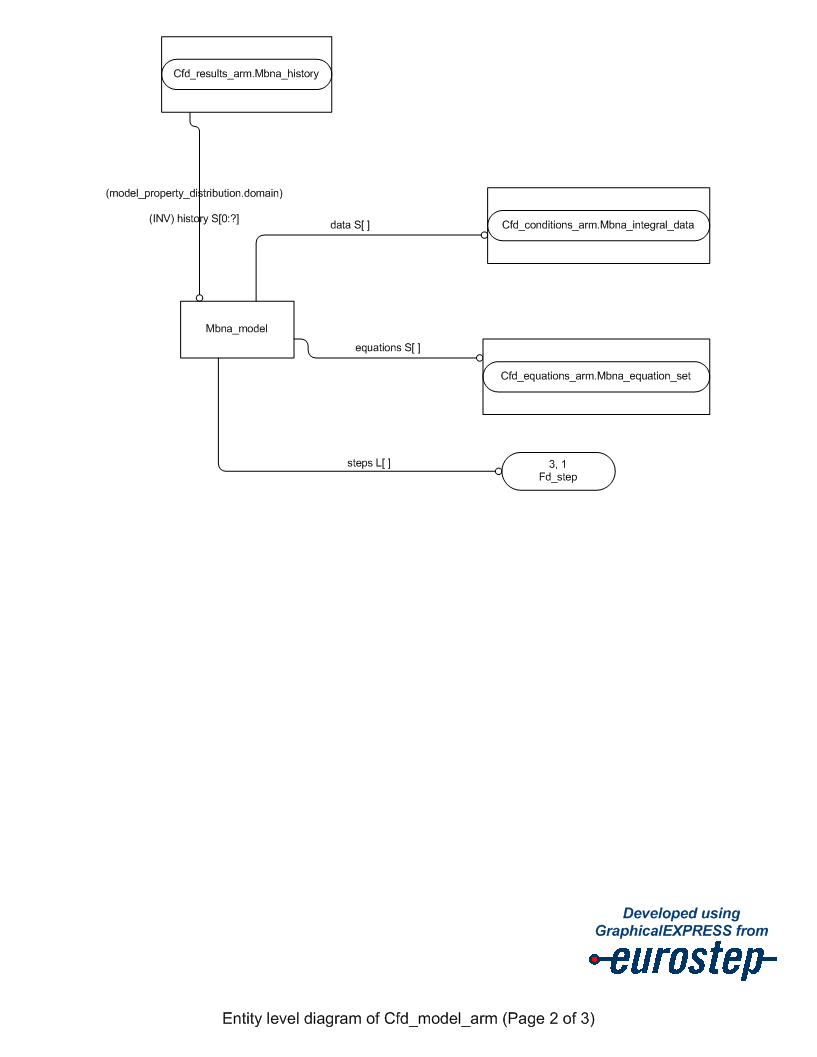 Cfd_results_arm.Mbna_history
(model_property_distribution.domain)
(INV) history S[0:?]
data S[ ]
Cfd_conditions_arm.Mbna_integral_data
Mbna_model
equations S[ ]
Cfd_equations_arm.Mbna_equation_set
steps L[ ]
3, 1
Fd_step
Developed using
GraphicalEXPRESS from
eurostep
Entity level diagram of Cfd_model_arm (Page 2 of 3)